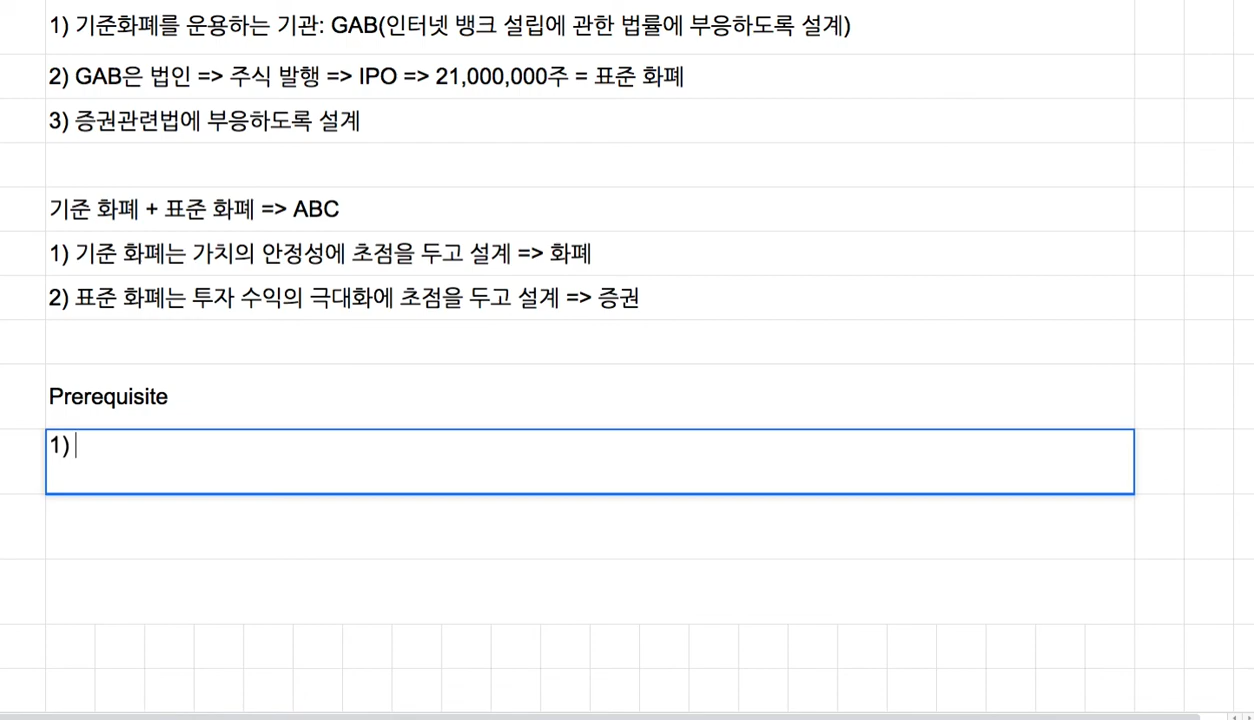 1) 기준화폐를 운용하는 기관: GAB(인터넷 뱅크 설립에 관한 법률에 부응하도록 설계)
2) GAB은 법인 => 주식 발행 => IPO => 21,000,000주 = 표준 화폐
3) 증권관련법에 부응하도록 설계
기준 화폐 + 표준 화폐 => ABC
1) 기준 화폐는 가치의 안정성에 초점을 두고 설계 => 화폐
2) 표준 화폐는 투자 수익의 극대화에 초점을 두고 설계 => 증권
Prerequisite
1)